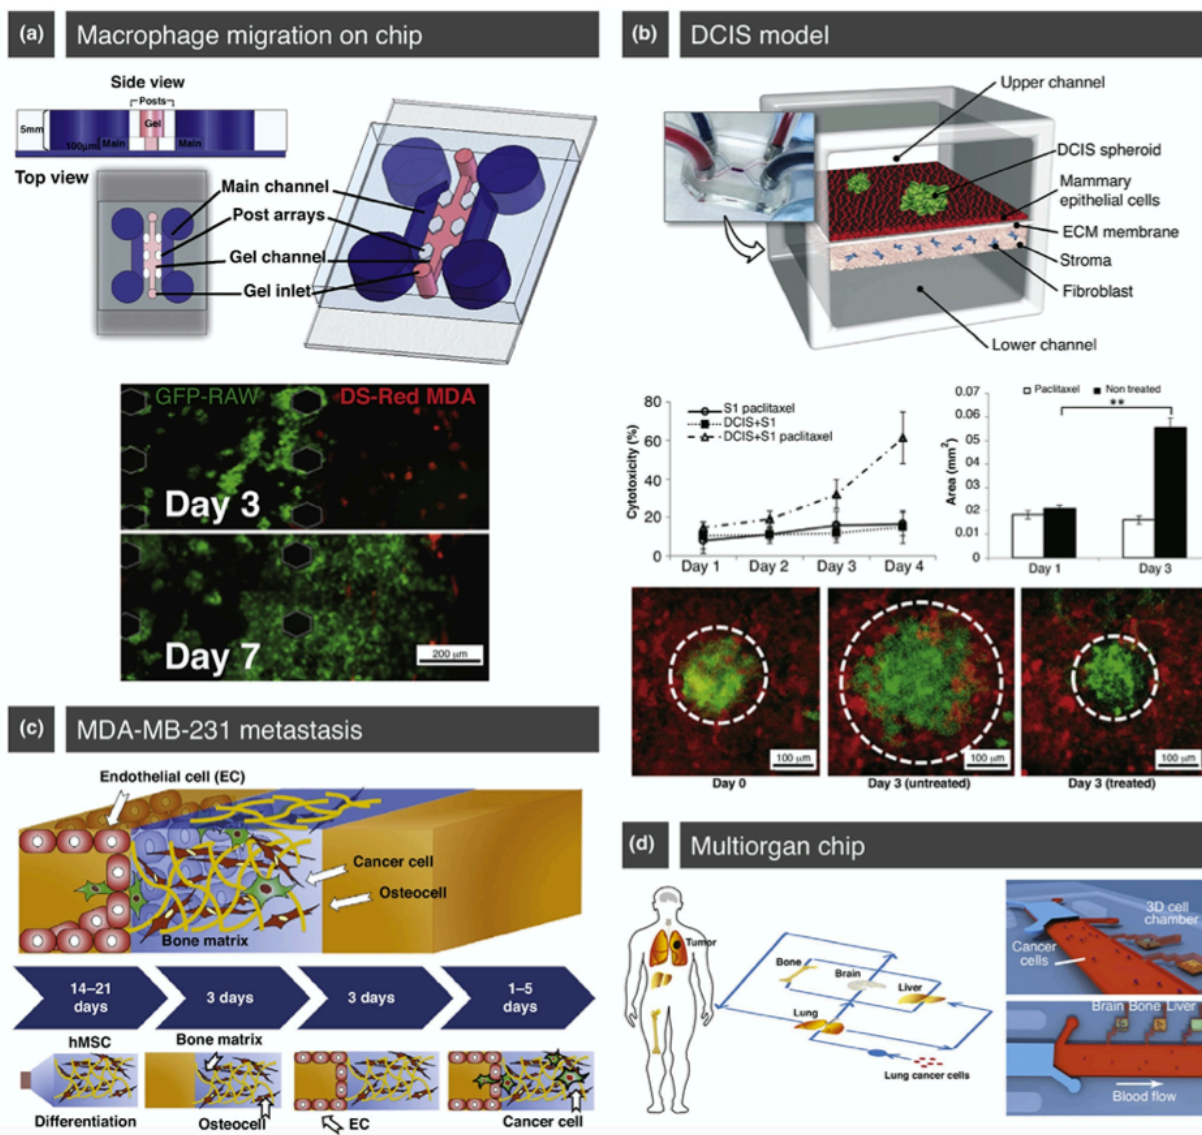 (a) Macrophage migration on chip
Side view
Posts
Gel
5mm
100μm
Main
Main
Top view
Main channel
Post arrays
Gel channel
Gel inlet
GFP-RAW
DS-Red MDA
Day 3
Day 7
200 μm
(b) DCIS model
Upper channel
DCIS spheroid
Mammary
epithelial cells
ECM membrane
Stroma
Fibroblast
Lower channel
Cytotoxicity (%)
80
60
40
20
0
S1 paclitaxel
DCIS+S1
DCIS+S1 paclitaxel
Day 1 Day 2 Day 3 Day 4
Area (mm²)
0.07
0.06
05
04
03
02
0.01
0
Paclitaxel Non treated
**
Day 1 Day 3
100 μm
Day 0
100 μm
Day 3 (untreated)
100 μm
Day 3 (treated)
(c) MDA-MB-231 metastasis
Endothelial cell (EC)
Cancer cell
Osteocell
Bone matrix
14–21
days
3 days
3 days
1–5
days
hMSC
Differentiation
Bone matrix
Osteocell
EC
Cancer cell
(d) Multiorgan chip
Tumor
Bone
Brain
Liver
Lung
Lung cancer cells
3D cell
chamber
Cancer
cells
Brain Bone Liver
Blood flow